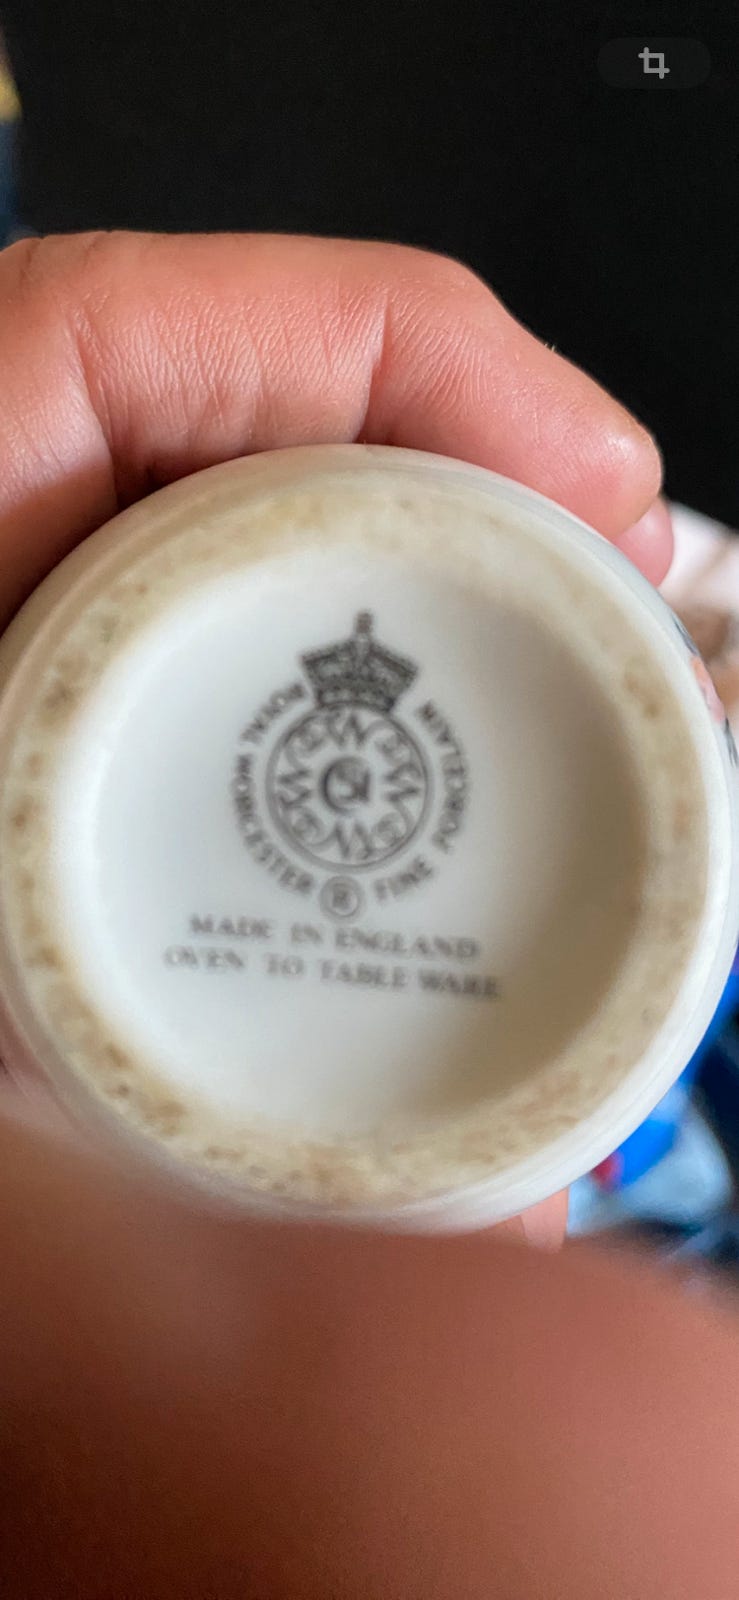 ROYAL WORCESTER FINE PORCELAIN
®
MADE IN ENGLAND
OVEN TO TABLE WARE